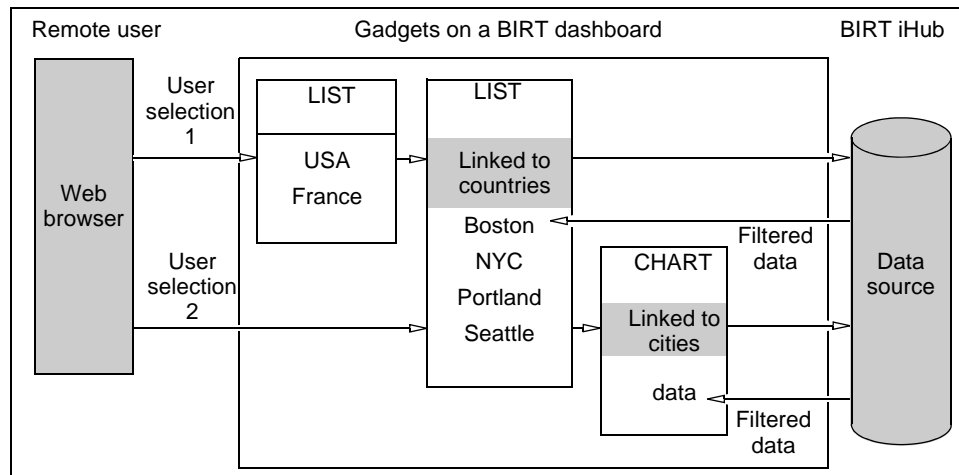 Remote user
Gadgets on a BIRT dashboard
BIRT iHub
User
selection
1
LIST
USA
France
LIST
Linked to
countries
Boston
NYC
Portland
Seattle
Web
browser
User
selection
2
CHART
Linked to
cities
data
Filtered
data
Filtered
data
Data
source